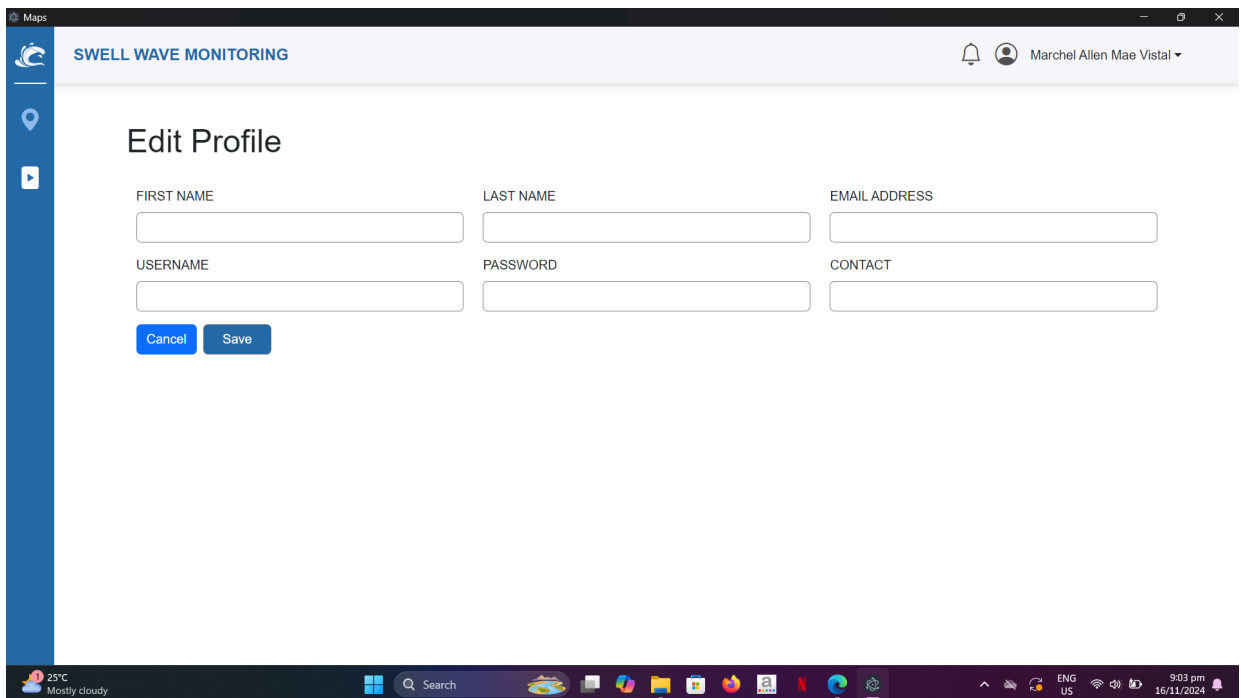 Maps
SWELL WAVE MONITORING
Marchel Allen Mae Vistal
Edit Profile
FIRST NAME LAST NAME EMAIL ADDRESS
USERNAME PASSWORD CONTACT
Cancel Save
1
25°C
Mostly cloudy
Search
a
N
ENG
US
9:03 pm
16/11/2024